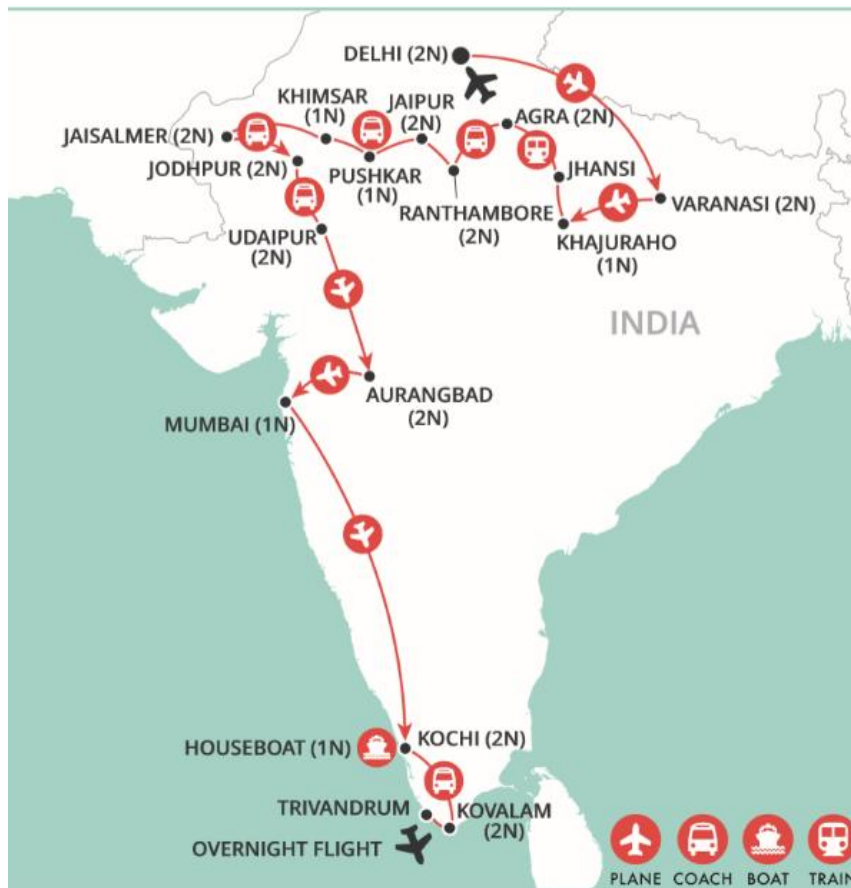 DELHI (2N)
KHIMSAR
(1N)
JAIPUR
(2N)
AGRA (2N)
JAISALMER (2N)
JODHPUR (2N)
PUSHKAR
(1N)
JHANSI
RANTHAMBORE
(2N)
VARANASI (2N)
UDAIPUR
(2N)
KHAJURAHO
(1N)
INDIA
AURANGBAD
(2N)
MUMBAI (1N)
HOUSEBOAT (1N)
KOCHI (2N)
TRIVANDRUM
KOVALAM
(2N)
OVERNIGHT FLIGHT
PLANE COACH BOAT TRAIN